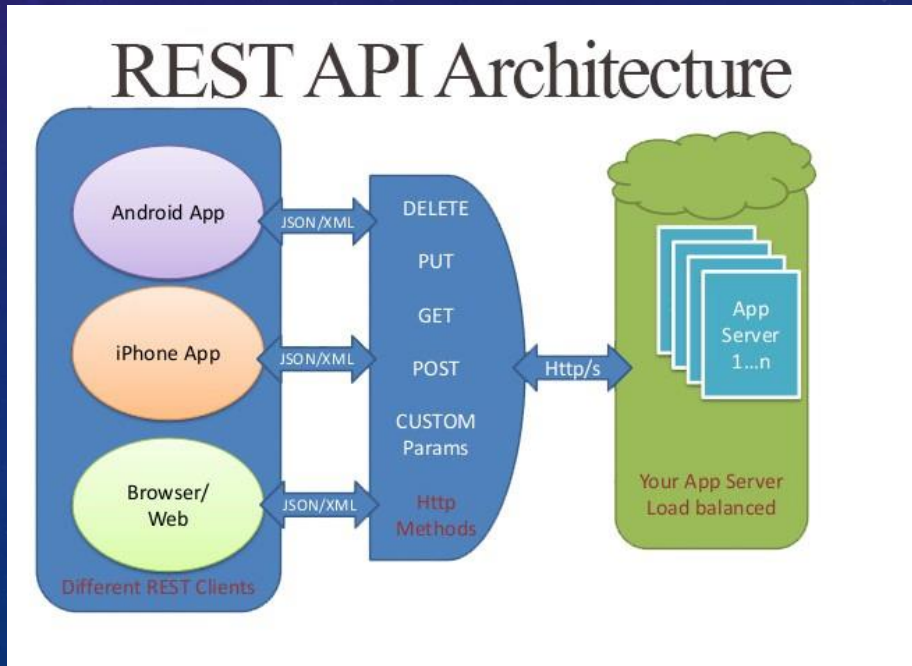 REST API Architecture
Android App
iPhone App
Browser/
Web
Different REST Clients
JSON/XML
JSON/XML
JSON/XML
DELETE
PUT
GET
POST
CUSTOM
Params
Http
Methods
Http/s
App
Server
1...n
Your App Server
Load balanced